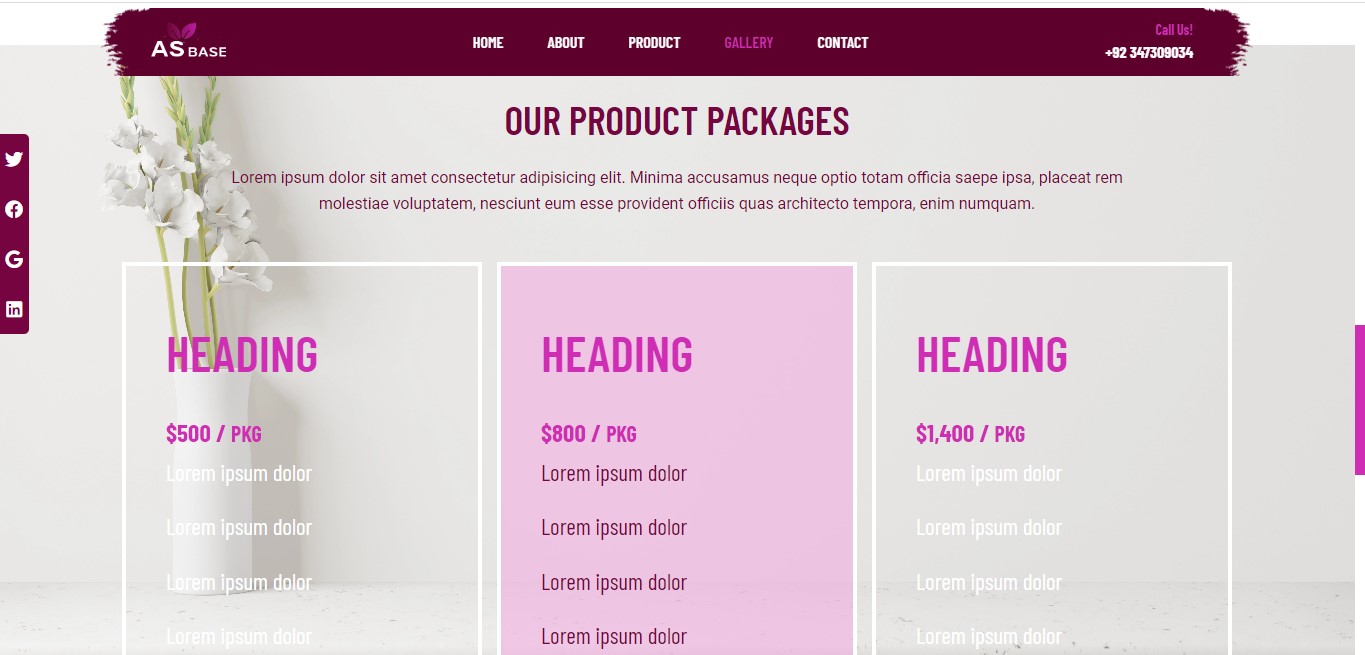 AS BASE
HOME ABOUT PRODUCT GALLERY CONTACT
Call Us!
+92 347309034
OUR PRODUCT PACKAGES
Lorem ipsum dolor sit amet consectetur adipisicing elit. Minima accusamus neque optio totam officia saepe ipsa, placeat rem
molestiae voluptatem, nesciunt eum esse provident officiis quas architecto tempora, enim numquam.
HEADING
$500 / PKG
Lorem ipsum dolor
Lorem ipsum dolor
Lorem ipsum dolor
Lorem ipsum dolor
HEADING
$800 / PKG
Lorem ipsum dolor
Lorem ipsum dolor
Lorem ipsum dolor
Lorem ipsum dolor
HEADING
$1,400 / PKG
Lorem ipsum dolor
Lorem ipsum dolor
Lorem ipsum dolor
Lorem ipsum dolor